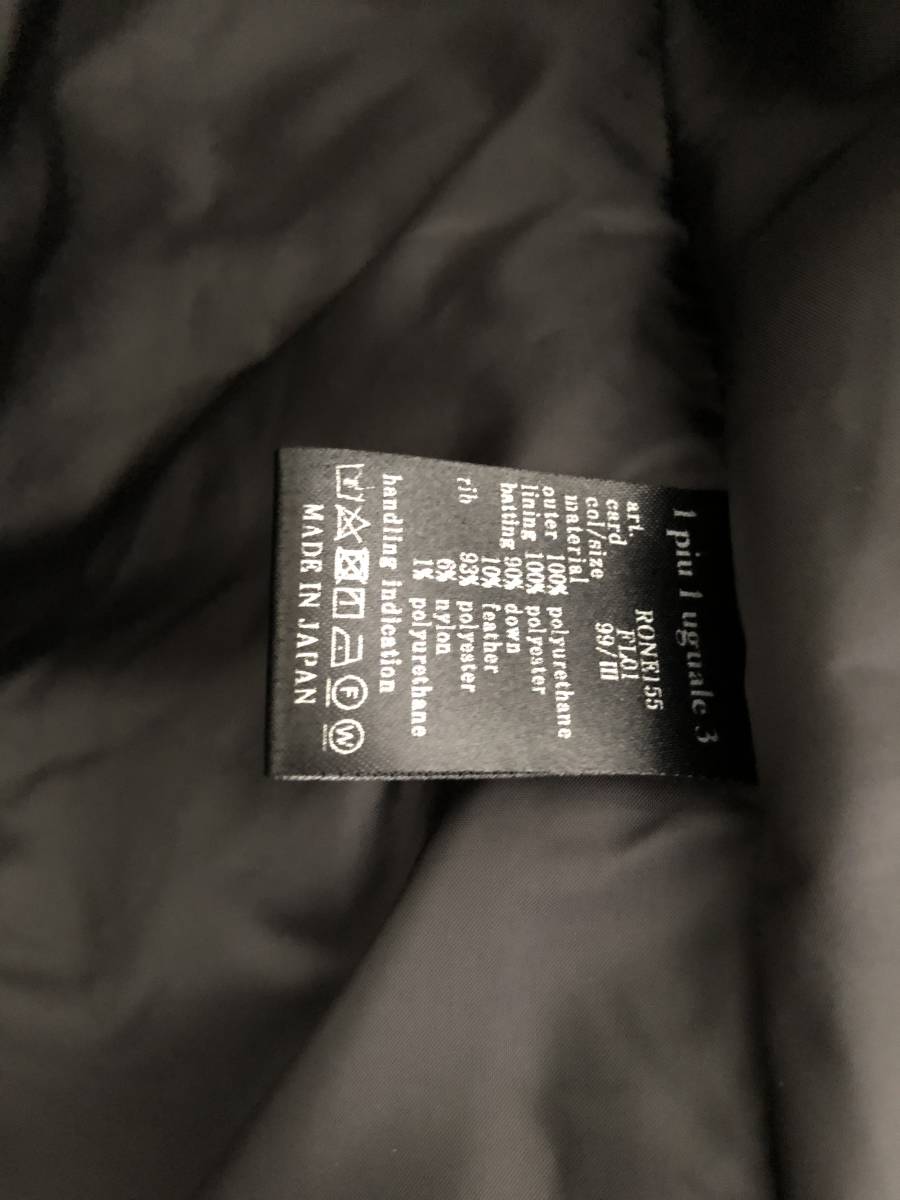 1 piu 1 uguale 3
art. RONE155
card FL01
col/size 99/III
material
outer 100% polyurethane
lining 100% polyester
batting 90% down
10% feather
rib 93% polyester
6% nylon
1% polyurethane
handling indication
F W
MADE IN JAPAN